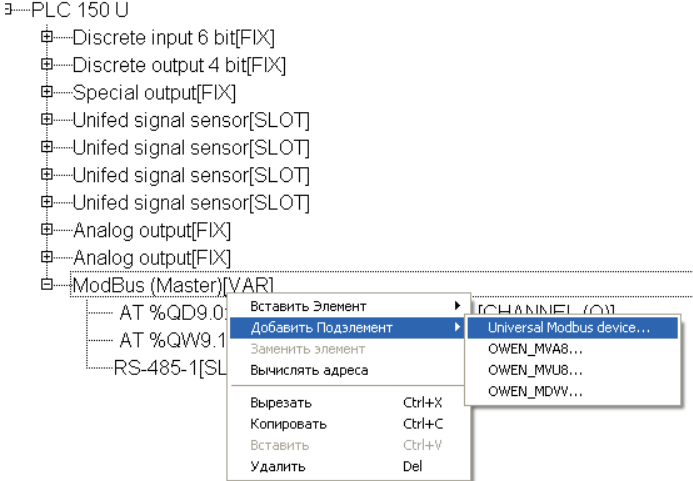 PLC 150 U
Discrete input 6 bit[FIX]
Discrete output 4 bit[FIX]
Special output[FIX]
Unifed signal sensor[SLOT]
Unifed signal sensor[SLOT]
Unifed signal sensor[SLOT]
Unifed signal sensor[SLOT]
Analog output[FIX]
Analog output[FIX]
ModBus (Master)[VAR]
AT %QD9.0: [CHANNEL (Q)]
AT %QW9.1
RS-485-1[SL
Вставить Элемент
Добавить Подэлемент
Заменить элемент
Вычислять адреса
Вырезать Ctrl+X
Копировать Ctrl+C
Вставить Ctrl+V
Удалить Del
Universal Modbus device...
OWEN_MVA8...
OWEN_MVU8...
OWEN_MDVV...